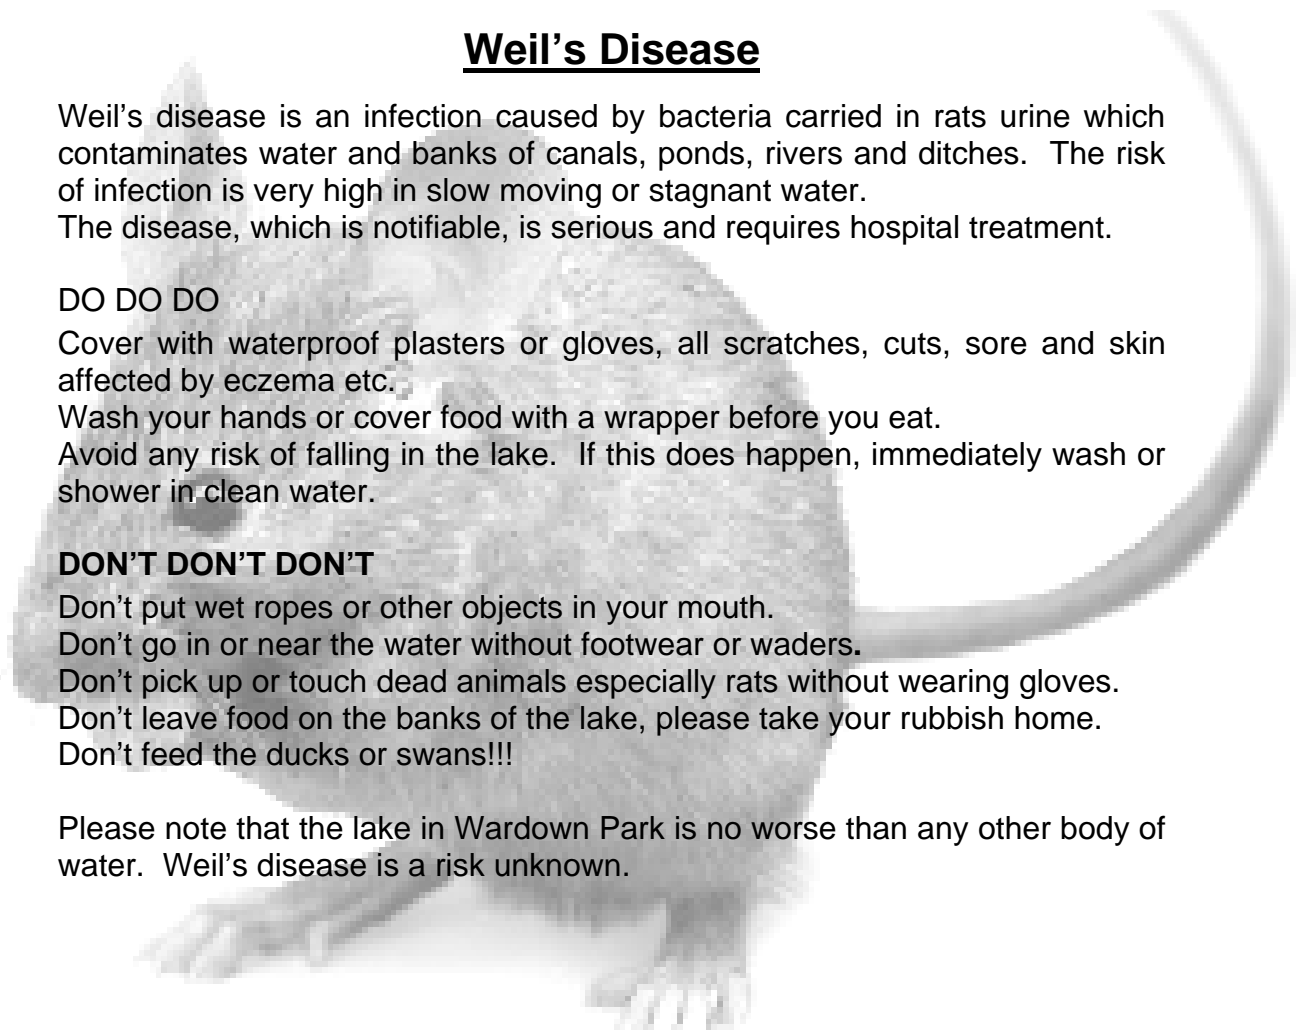 Weil’s Disease
Weil’s disease is an infection caused by bacteria carried in rats urine which
contaminates water and banks of canals, ponds, rivers and ditches.  The risk
of infection is very high in slow moving or stagnant water.
The disease, which is notifiable, is serious and requires hospital treatment.
DO DO DO
Cover with waterproof plasters or gloves, all scratches, cuts, sore and skin
affected by eczema etc.
Wash your hands or cover food with a wrapper before you eat.
Avoid any risk of falling in the lake.  If this does happen, immediately wash or
shower in clean water.
DON’T DON’T DON’T
Don’t put wet ropes or other objects in your mouth.
Don’t go in or near the water without footwear or waders.
Don’t pick up or touch dead animals especially rats without wearing gloves.
Don’t leave food on the banks of the lake, please take your rubbish home.
Don’t feed the ducks or swans!!!
Please note that the lake in Wardown Park is no worse than any other body of
water.  Weil’s disease is a risk unknown.